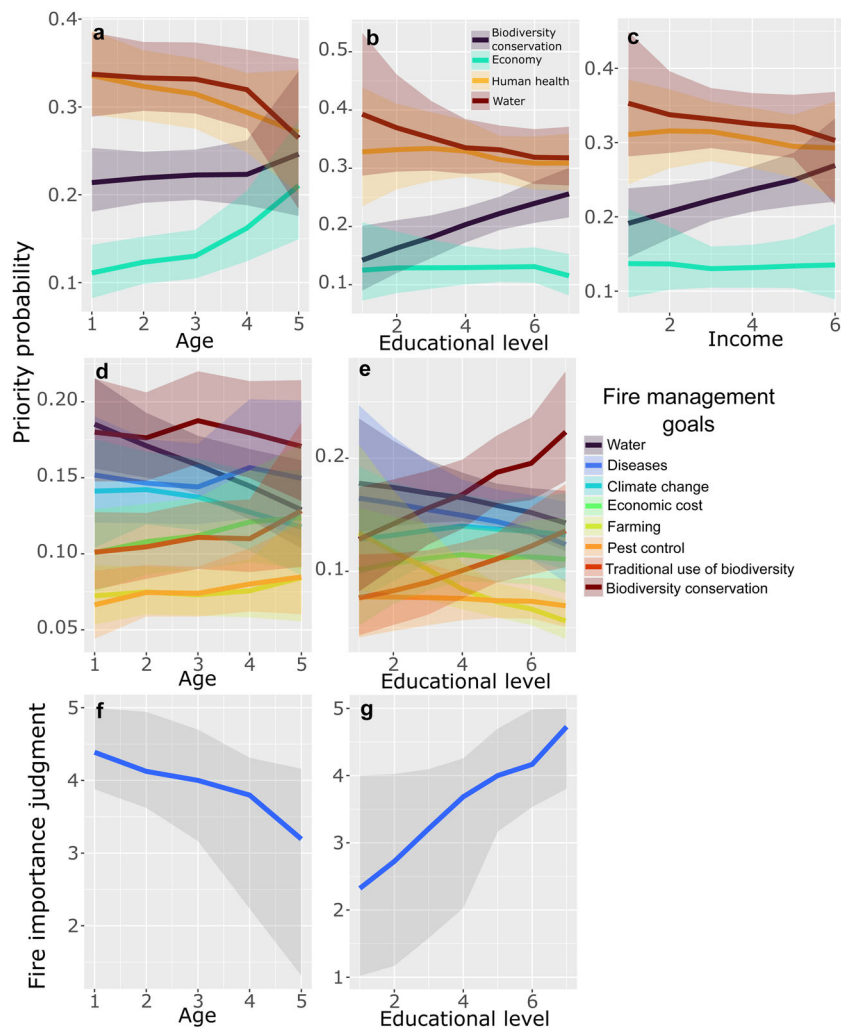 a
0.4
0.3
0.2
0.1
1 2 3 4 5
Age
b
Biodiversity
conservation
Economy
Human health
Water
0.5
0.4
0.3
0.2
0.1
2 4 6
Educational level
c
0.4
0.3
0.2
0.1
2 4 6
Income
Priority probability
d
0.20
0.15
0.10
0.05
1 2 3 4 5
Age
e
0.2
0.1
2 4 6
Educational level
Fire management
goals
Water
Diseases
Climate change
Economic cost
Farming
Pest control
Traditional use of biodiversity
Biodiversity conservation
Fire importance judgment
f
5
4
3
2
1 2 3 4 5
Age
g
5
4
3
2
1
2 4 6
Educational level